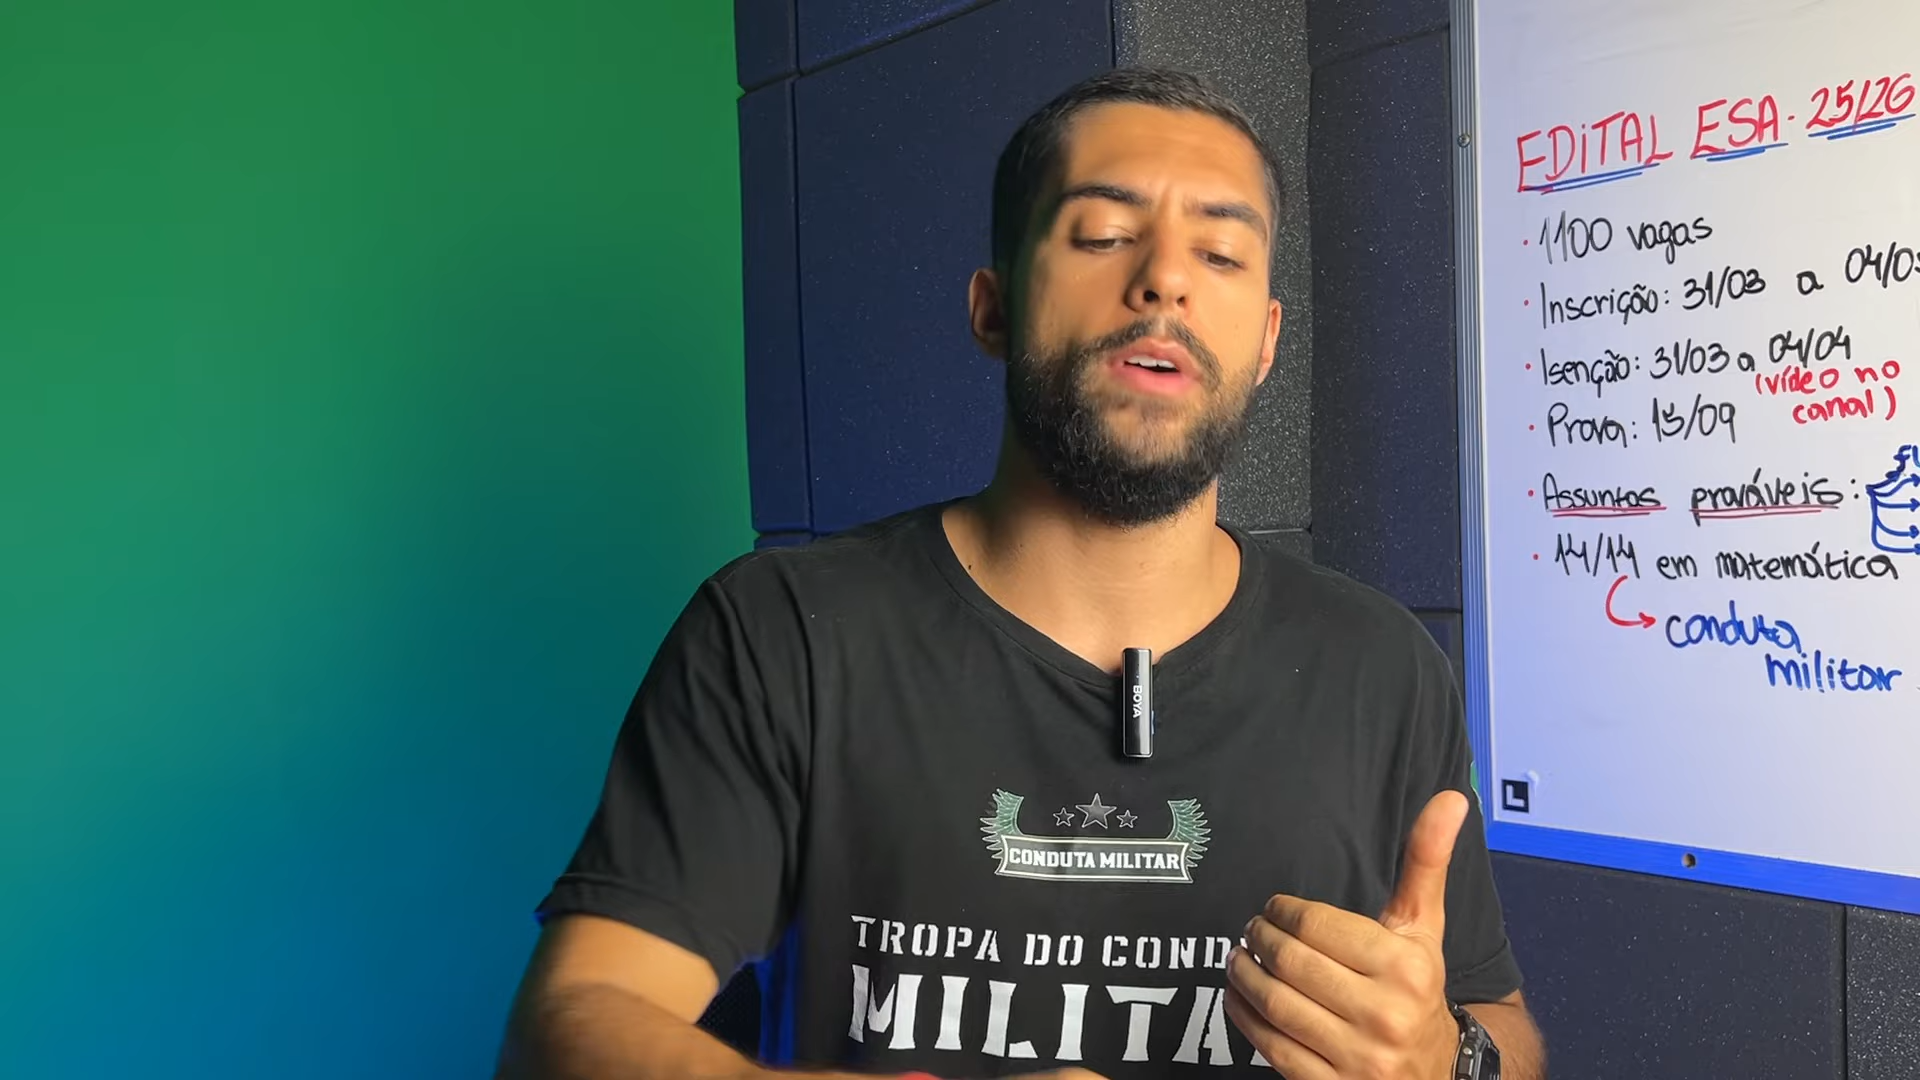 EDITAL ESA. 25/26
· 1100 vagas
· Inscrição: 31/03 a 04/0
· Isenção: 31/03 a 04/04
(vídeo no
canal)
· Prova: 15/09
· Assuntos prováveis:
· 14/14 em matemática
conduta
militar
BOYA
CONDUTA MILITAR
TROPA DO COND
MILITA